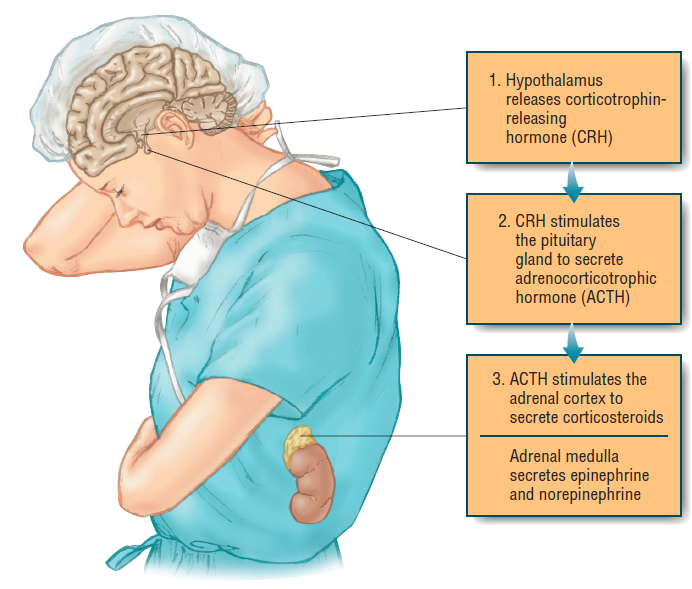 1. Hypothalamus
releases corticotrophin-
releasing
hormone (CRH)
2. CRH stimulates
the pituitary
gland to secrete
adrenocorticotrophic
hormone (ACTH)
3. ACTH stimulates the
adrenal cortex to
secrete corticosteroids
Adrenal medulla
secretes epinephrine
and norepinephrine